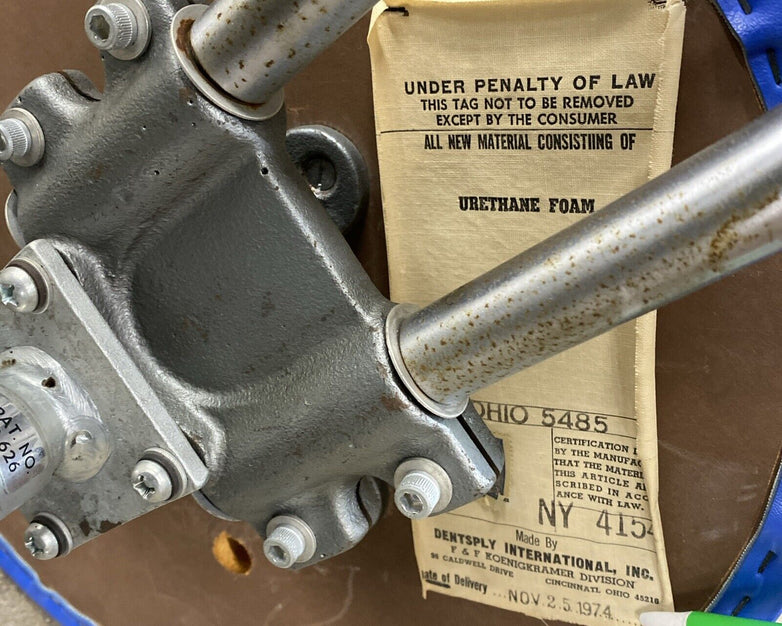 UNDER PENALTY OF LAW
THIS TAG NOT TO BE REMOVED
EXCEPT BY THE CONSUMER
ALL NEW MATERIAL CONSISTIING OF
URETHANE FOAM
OHIO 5485
CERTIFICATION
BY THE MANUFAC
THAT THE MATERI
THIS ARTICLE A
SCRIBED IN ACC
ANCE WITH LAW.
NY 4154
Made By
DENTSPLY INTERNATIONAL, INC.
F & F KOENIGKRAMER DIVISION
96 CALDWELL DRIVE CINCINNATI, OHIO 45216
ate of Delivery ... NOV. 25. 1974 ....
PAT. NO.
626